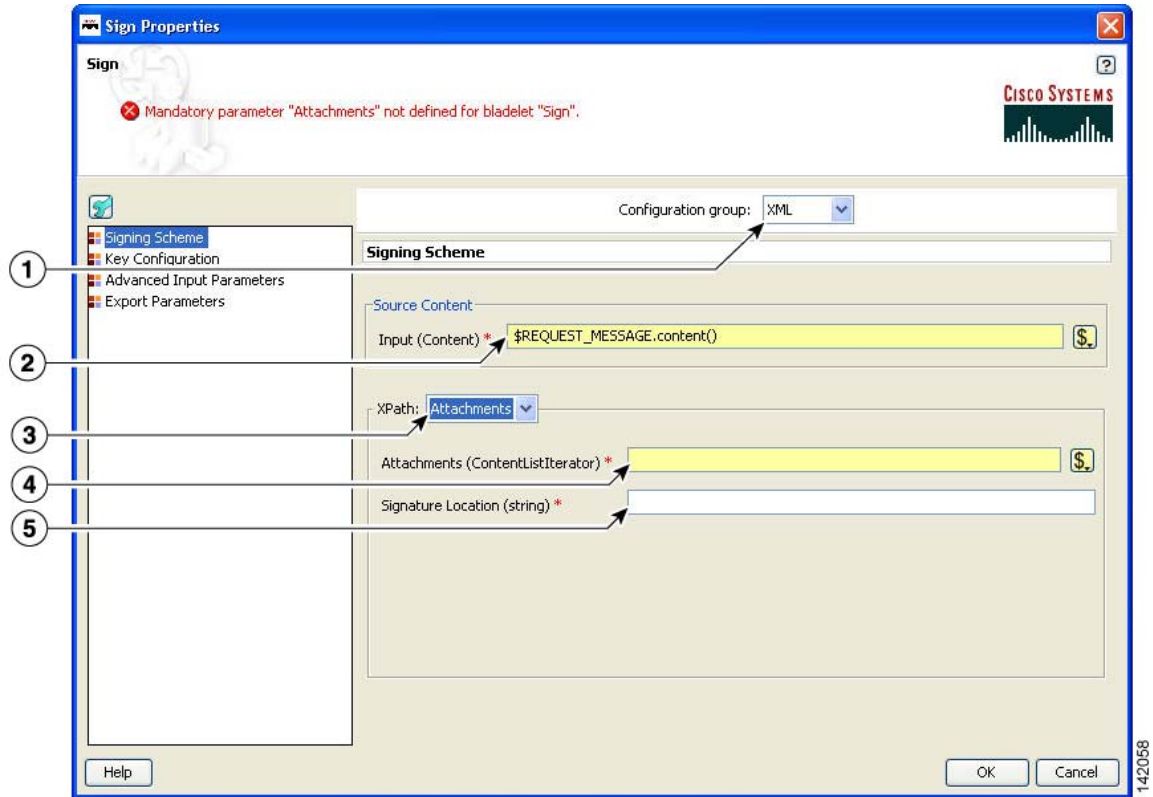 Sign Properties
Sign
Mandatory parameter "Attachments" not defined for bladelet "Sign".
?
CISCO SYSTEMS
Configuration group: XML
Signing Scheme
Key Configuration
Advanced Input Parameters
Export Parameters
Signing Scheme
Source Content
Input (Content) * $REQUEST_MESSAGE.content()
$
XPath: Attachments
Attachments (ContentListIterator) *
$
Signature Location (string) *
1
2
3
4
5
Help
OK
Cancel
142058